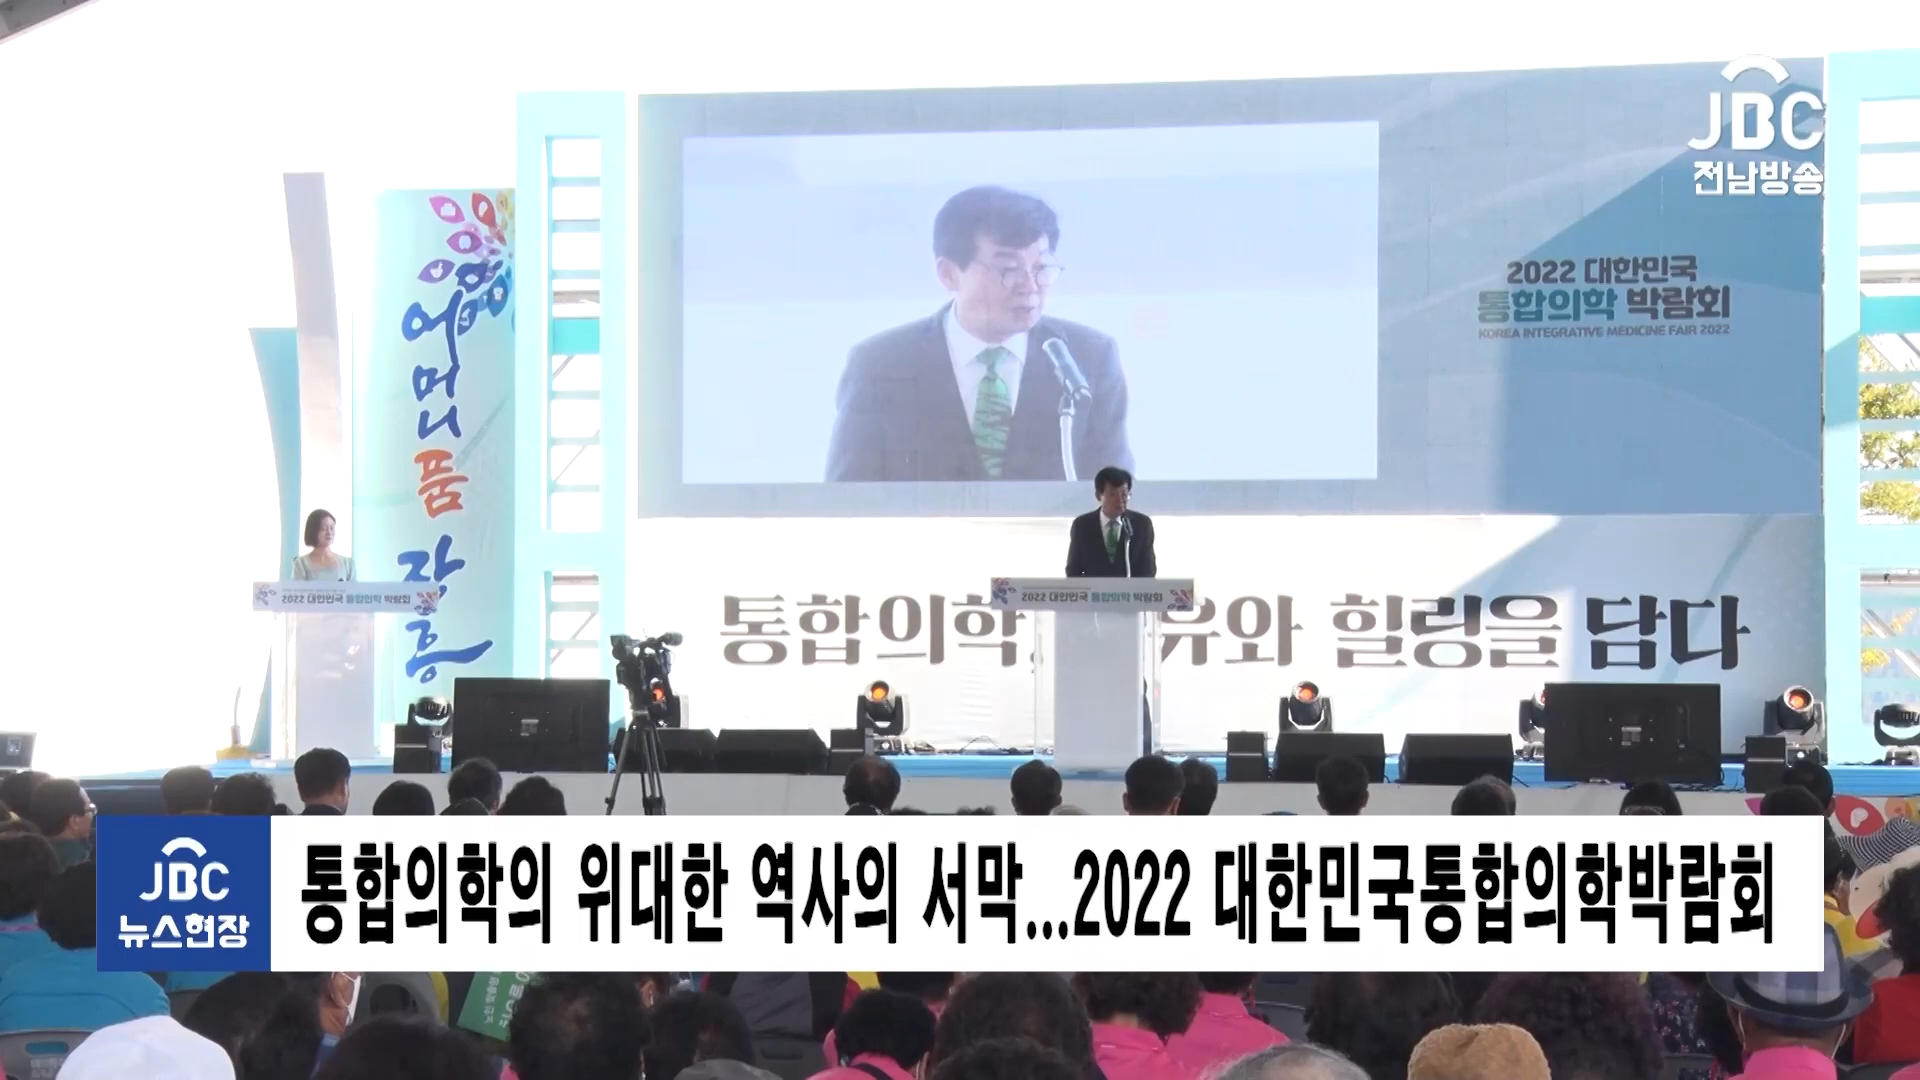 JBC
전남방송
2022 대한민국
통합의학 박람회
KOREA INTEGRATIVE MEDICINE FAIR 2022
어머니 품 장흥
2022 대한민국 통합의학 박람회
2022 대한민국 통합의학 박람회
통합의학, 유와 힐링을 담다
JBC
뉴스현장
통합의학의 위대한 역사의 서막...2022 대한민국통합의학박람회